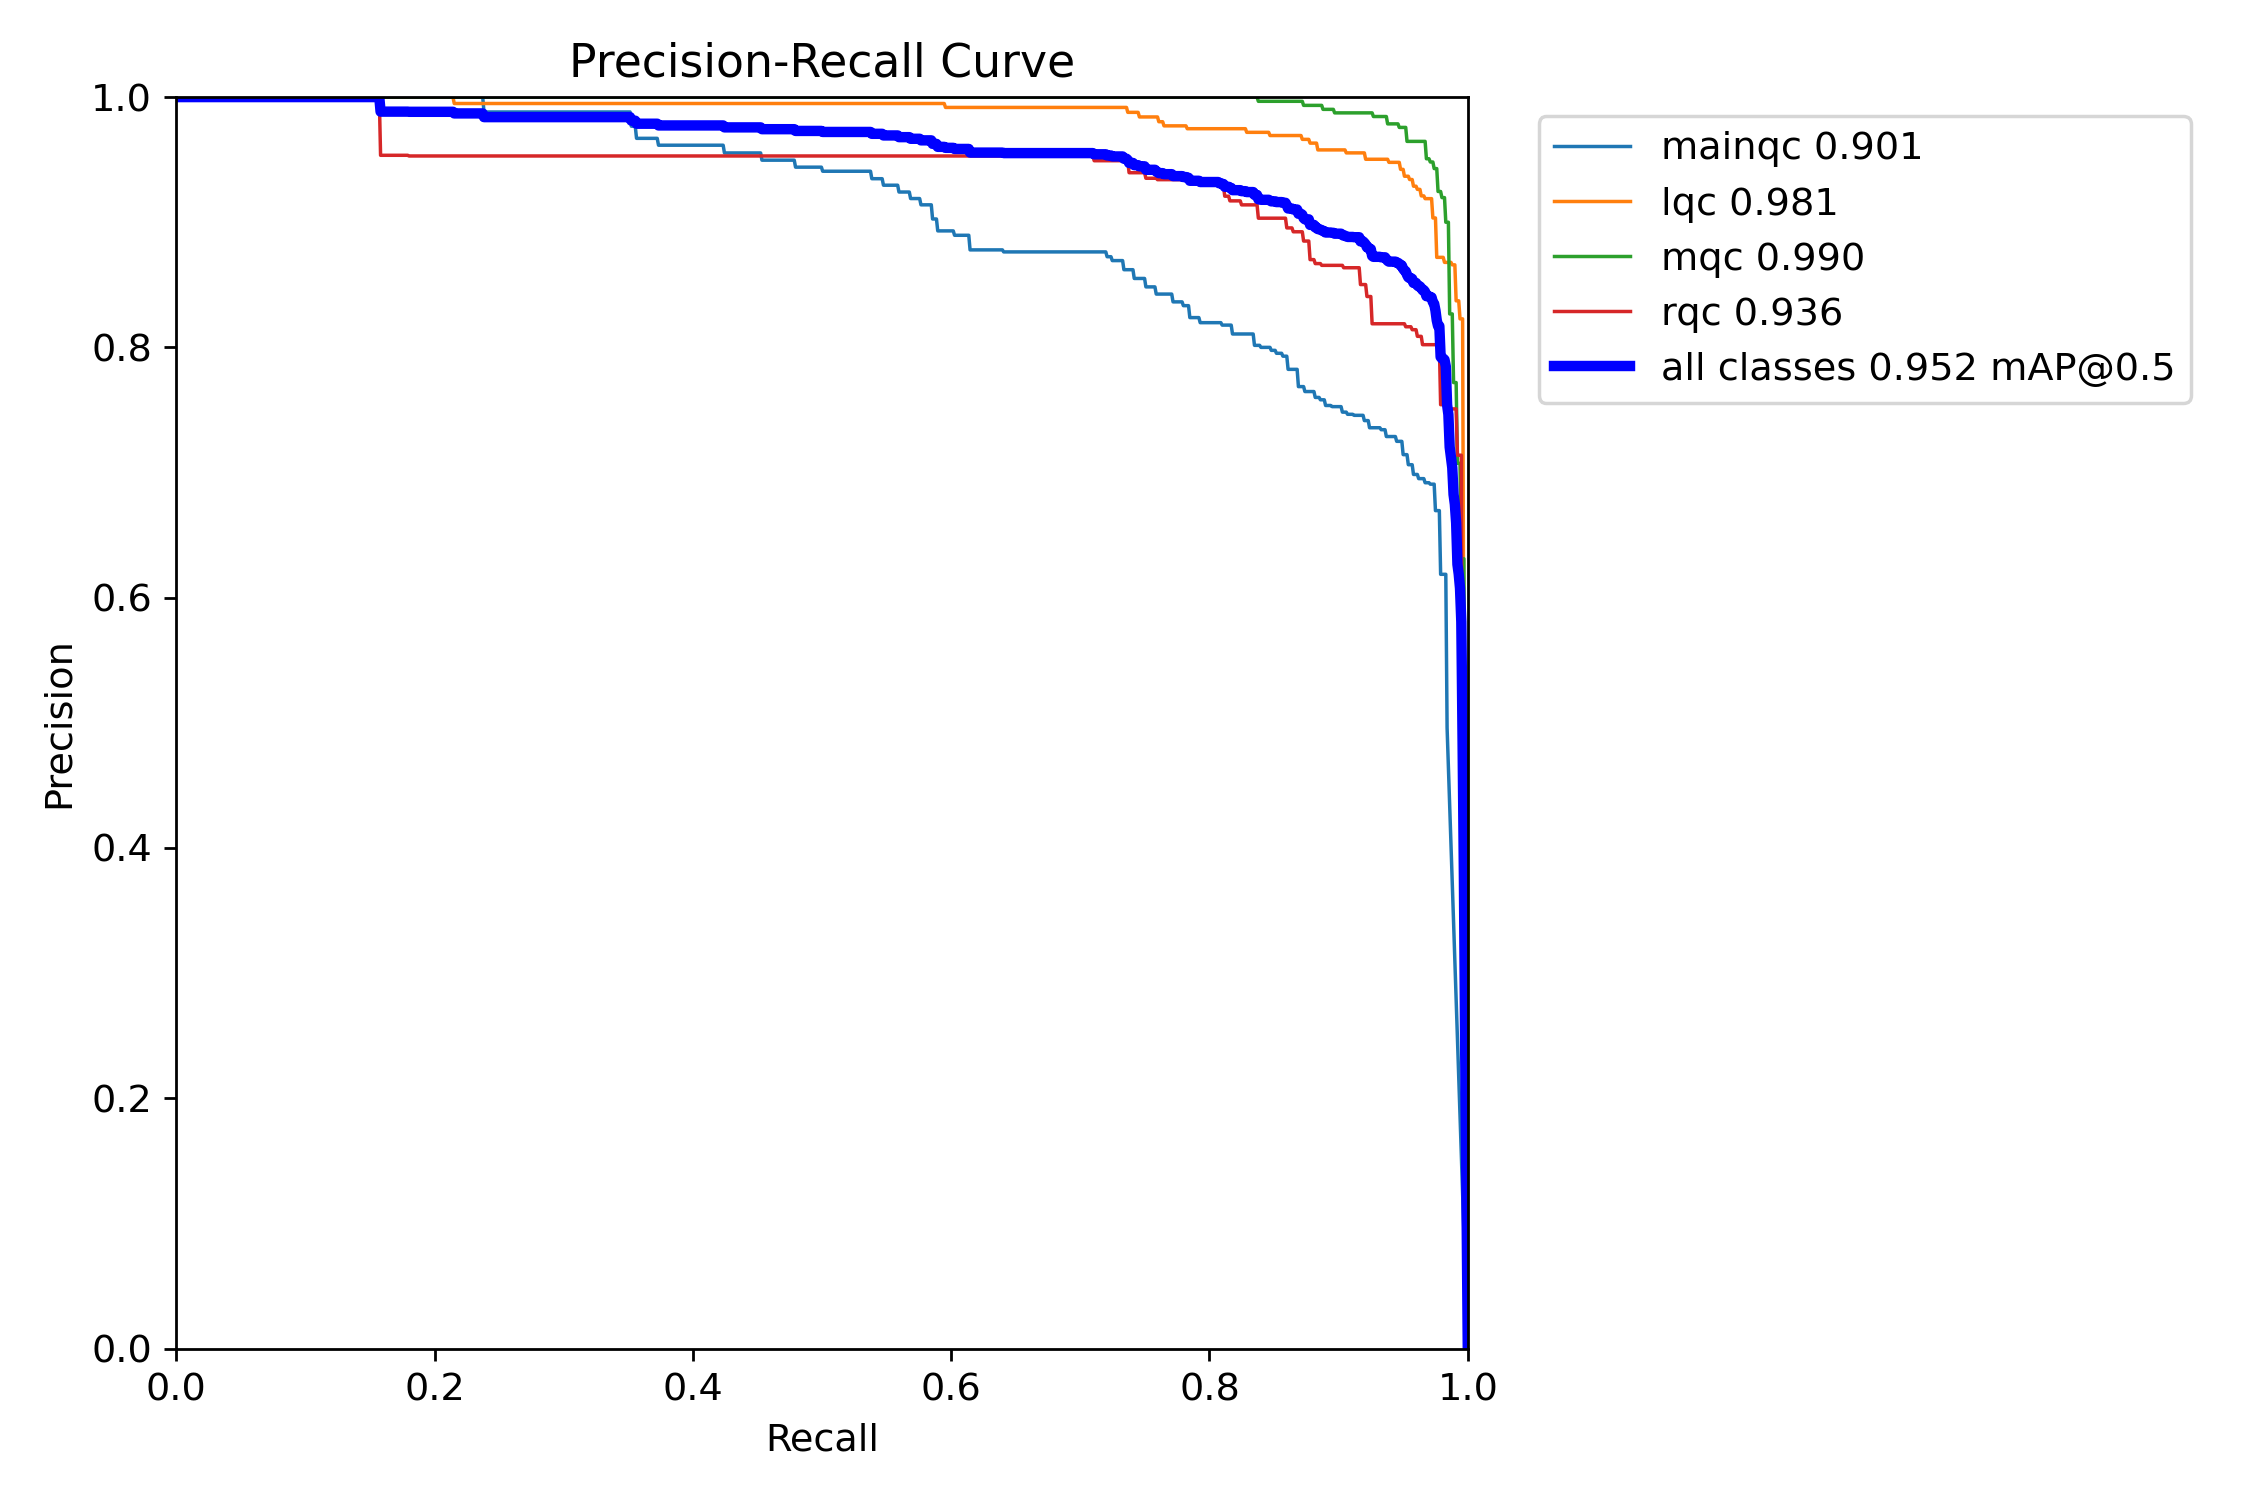 Precision-Recall Curve
1.0
0.8
0.6
0.4
0.2
0.0
Precision
0.0 0.2 0.4 0.6 0.8 1.0
Recall
mainqc 0.901
lqc 0.981
mqc 0.990
rqc 0.936
all classes 0.952 mAP@0.5